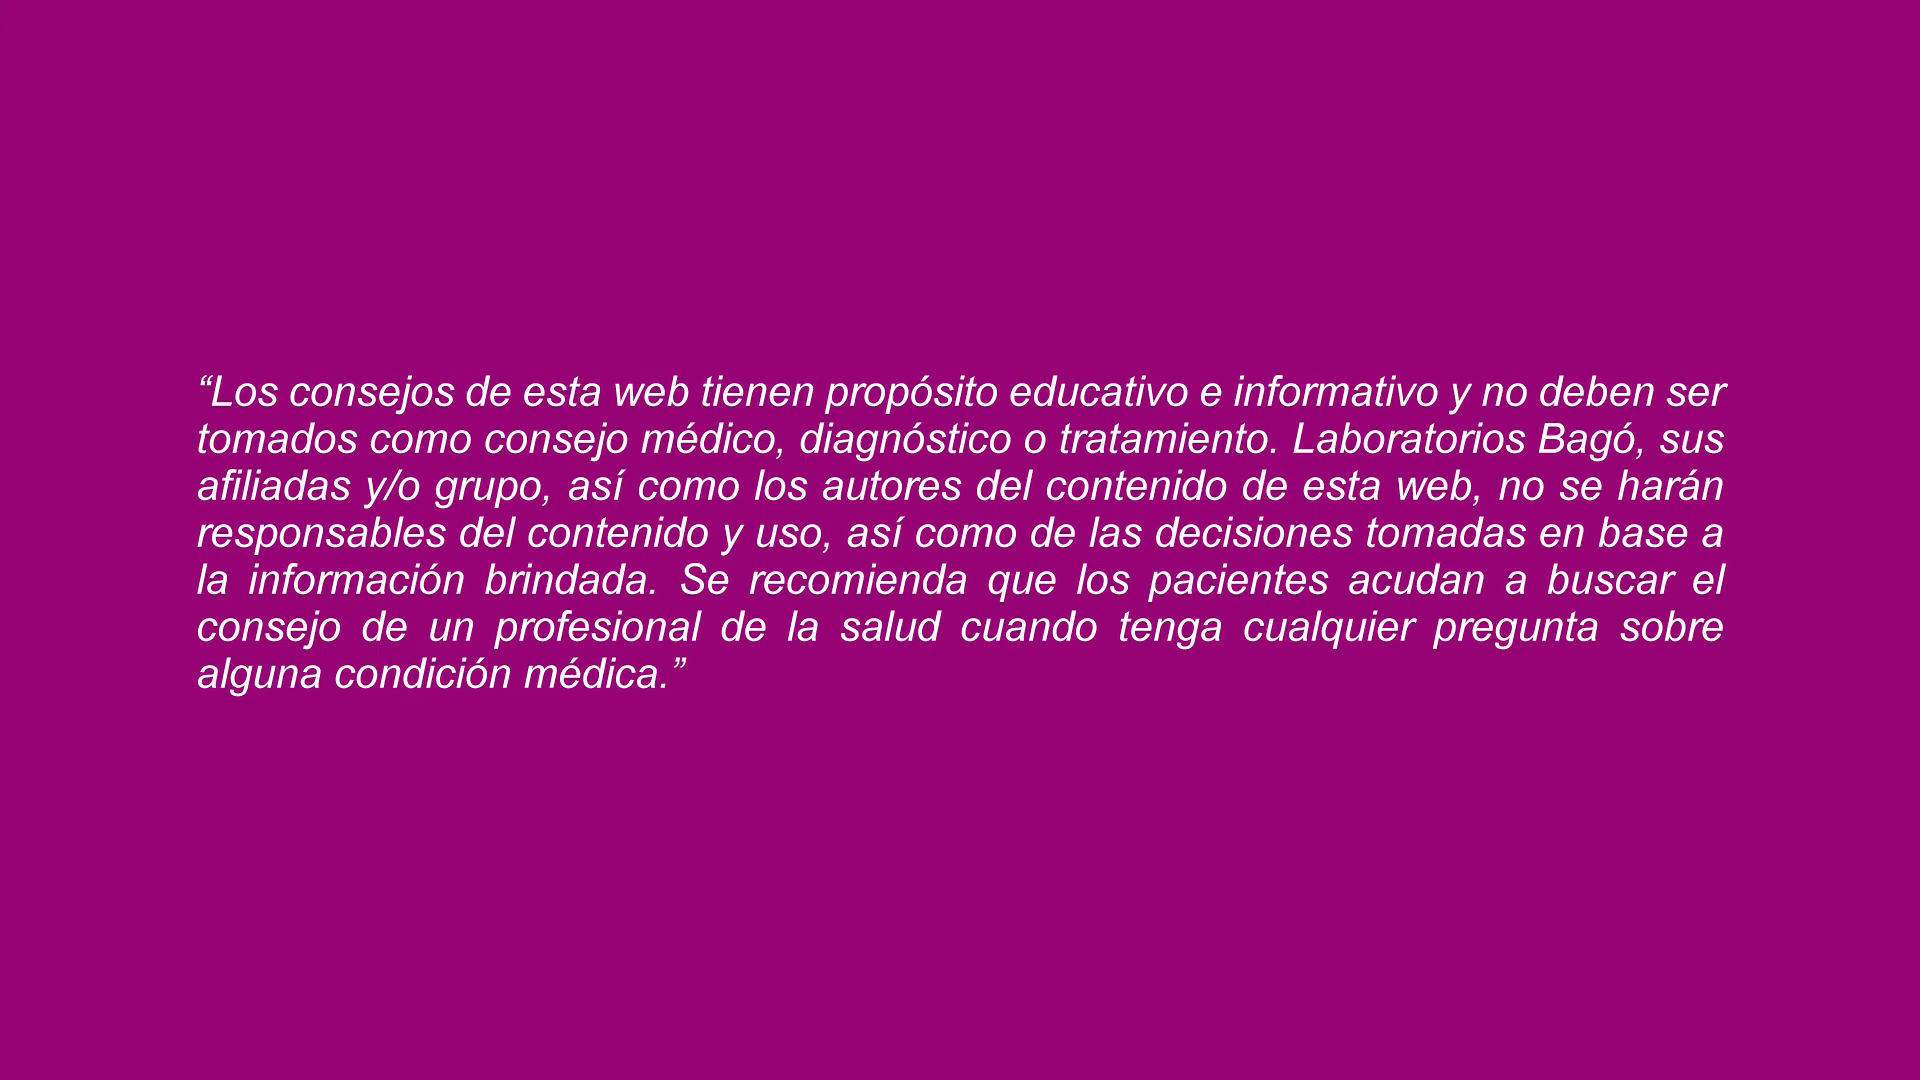 “Los consejos de esta web tienen propósito educativo e informativo y no deben ser
tomados como consejo médico, diagnóstico o tratamiento. Laboratorios Bagó, sus
afiliadas y/o grupo, así como los autores del contenido de esta web, no se harán
responsables del contenido y uso, así como de las decisiones tomadas en base a
la información brindada. Se recomienda que los pacientes acudan a buscar el
consejo de un profesional de la salud cuando tenga cualquier pregunta sobre
alguna condición médica.”